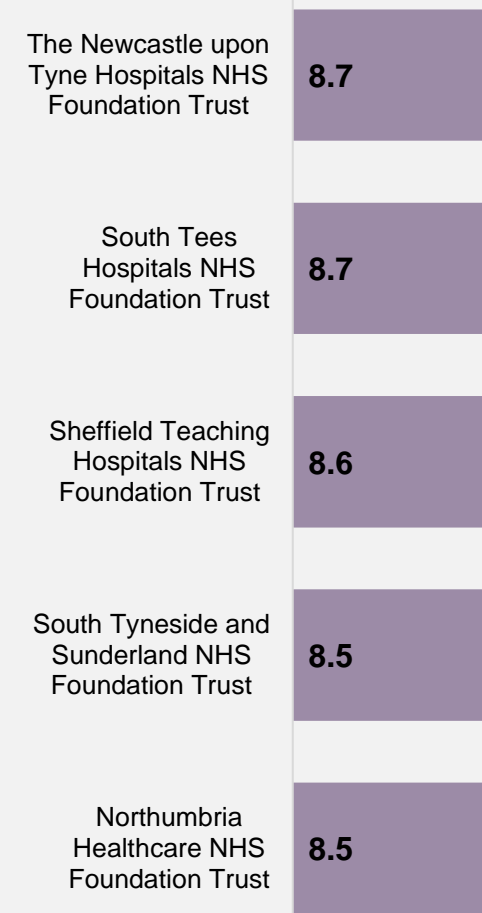 The Newcastle upon
Tyne Hospitals NHS
Foundation Trust
8.7
South Tees
Hospitals NHS
Foundation Trust
8.7
Sheffield Teaching
Hospitals NHS
Foundation Trust
8.6
South Tyneside and
Sunderland NHS
Foundation Trust
8.5
Northumbria
Healthcare NHS
Foundation Trust
8.5